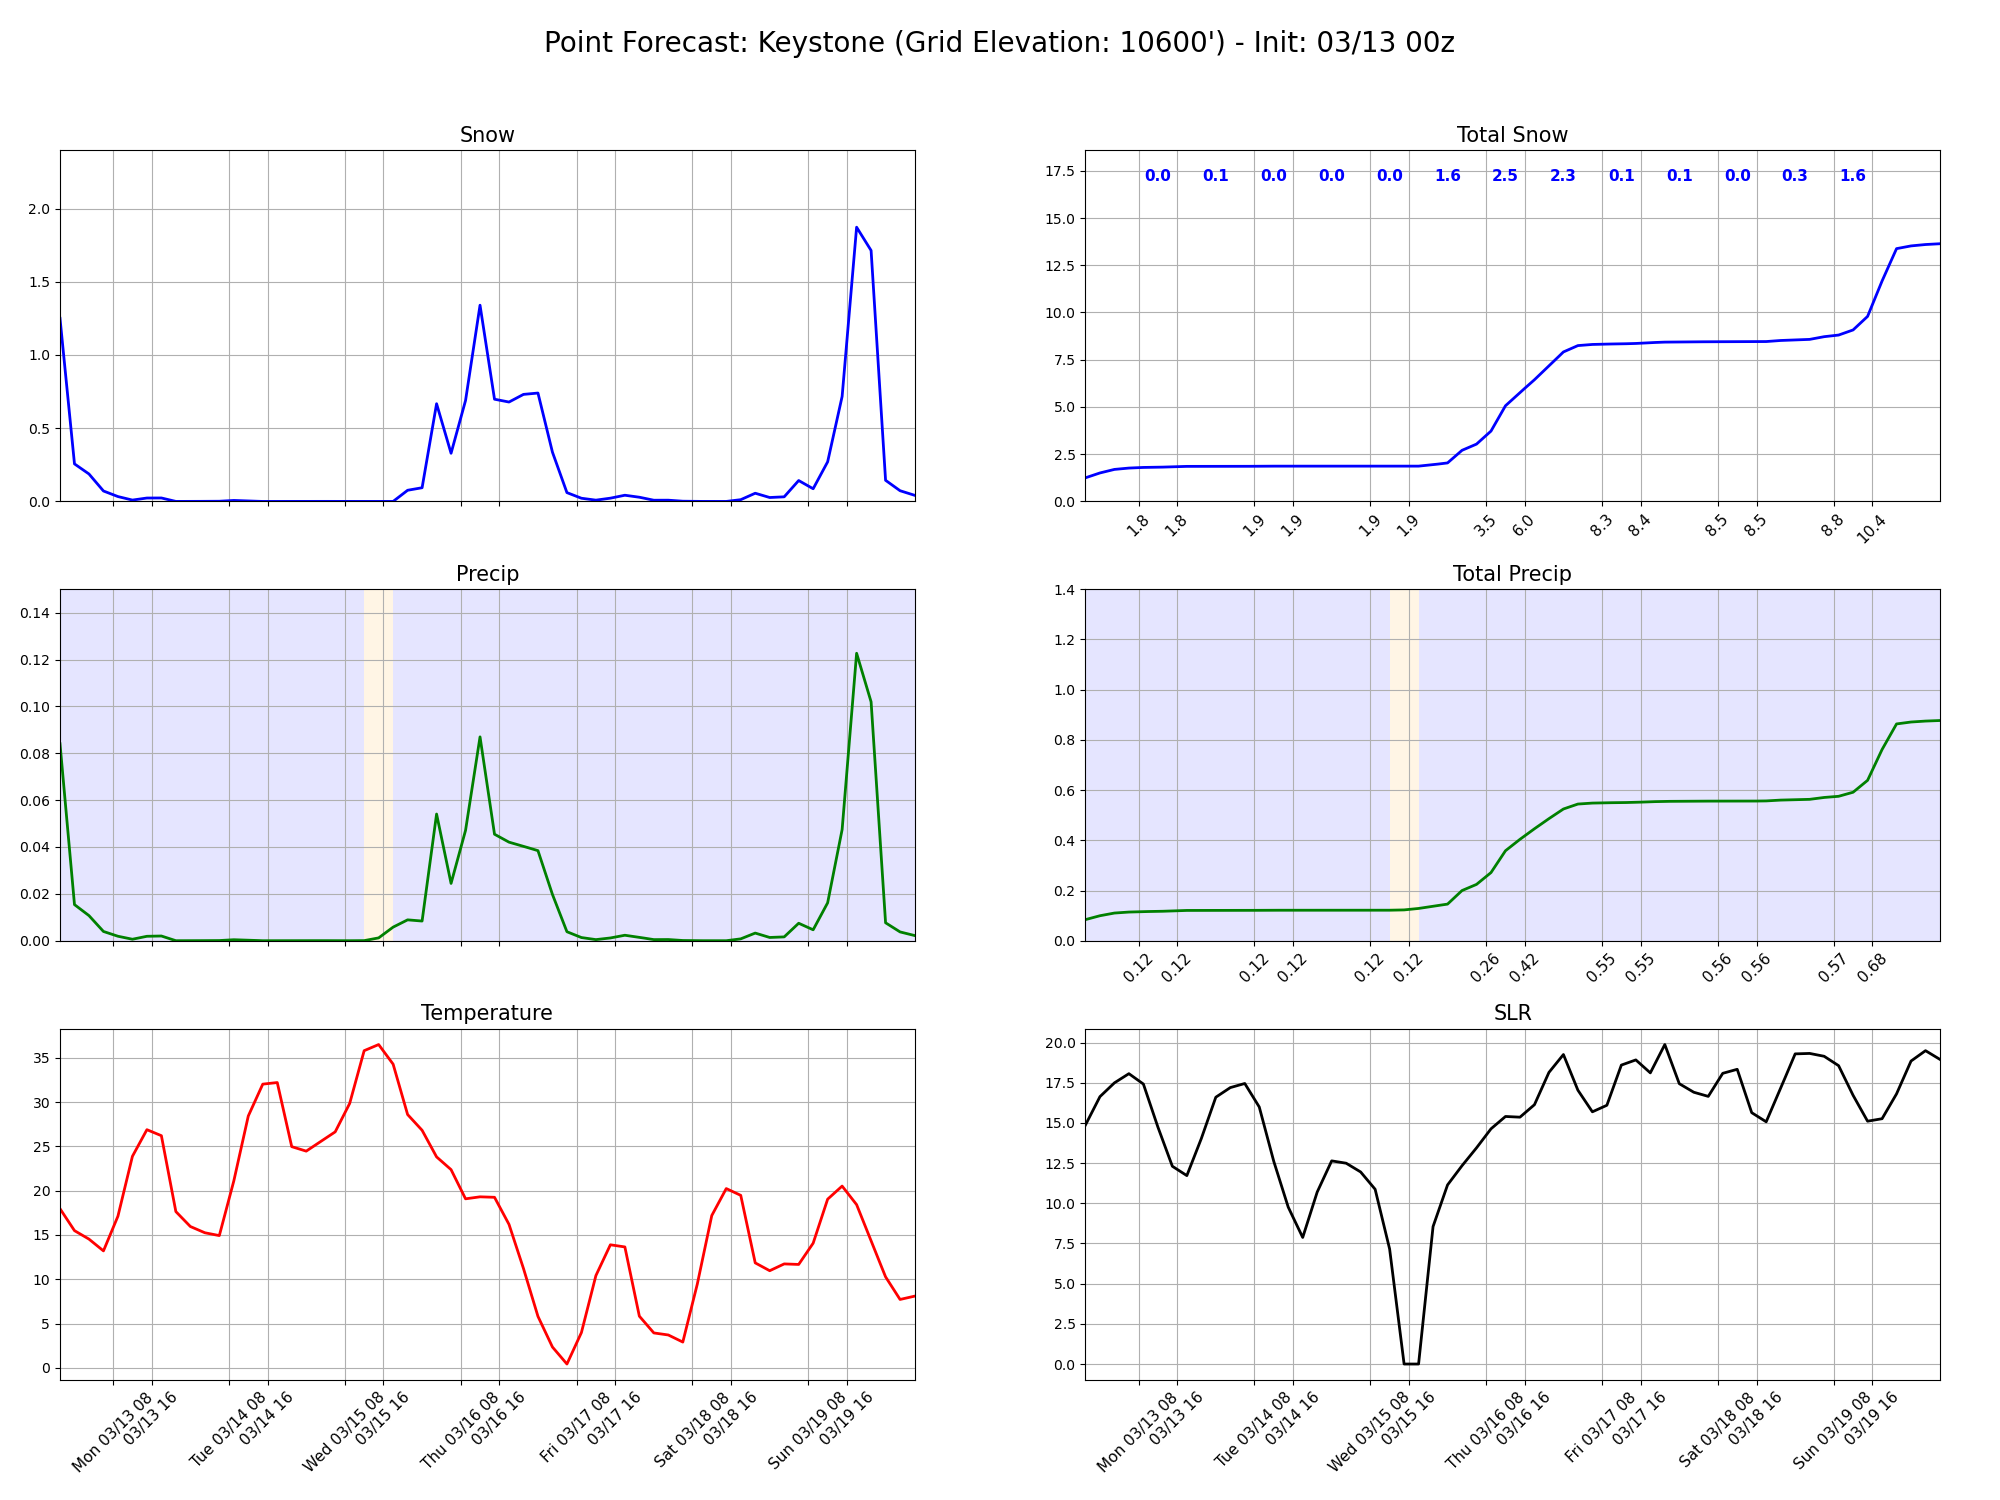 Point Forecast: Keystone (Grid Elevation: 10600') - Init: 03/13 00z
Snow
2.0
1.5
1.0
0.5
0.0
Total Snow
0.0 0.1 0.0 0.0 0.0 1.6 2.5 2.3 0.1 0.1 0.0 0.3 1.6
17.5
15.0
12.5
10.0
7.5
5.0
2.5
0.0
1.8 1.8 1.9 1.9 1.9 1.9 3.5 6.0 8.3 8.4 8.5 8.5 8.8 10.4
Precip
0.14
0.12
0.10
0.08
0.06
0.04
0.02
0.00
Total Precip
1.4
1.2
1.0
0.8
0.6
0.4
0.2
0.0
0.12 0.12 0.12 0.12 0.12 0.12 0.26 0.42 0.55 0.55 0.56 0.56 0.57 0.68
Temperature
35
30
25
20
15
10
5
0
Mon 03/13 08
03/13 16
Tue 03/14 08
03/14 16
Wed 03/15 08
03/15 16
Thu 03/16 08
03/16 16
Fri 03/17 08
03/17 16
Sat 03/18 08
03/18 16
Sun 03/19 08
03/19 16
SLR
20.0
17.5
15.0
12.5
10.0
7.5
5.0
2.5
0.0
Mon 03/13 08
03/13 16
Tue 03/14 08
03/14 16
Wed 03/15 08
03/15 16
Thu 03/16 08
03/16 16
Fri 03/17 08
03/17 16
Sat 03/18 08
03/18 16
Sun 03/19 08
03/19 16